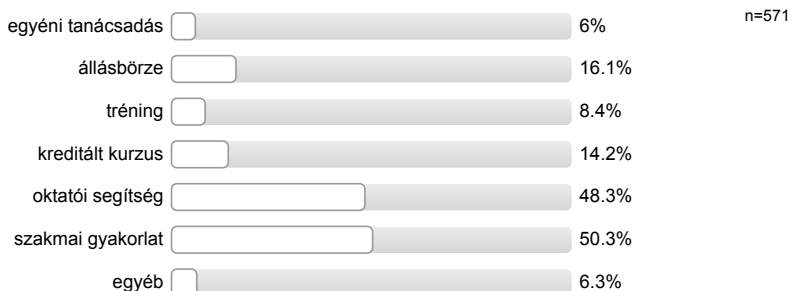 egyéni tanácsadás 6% n=571
állásbörze 16.1%
tréning 8.4%
kreditált kurzus 14.2%
oktatói segítség 48.3%
szakmai gyakorlat 50.3%
egyéb 6.3%